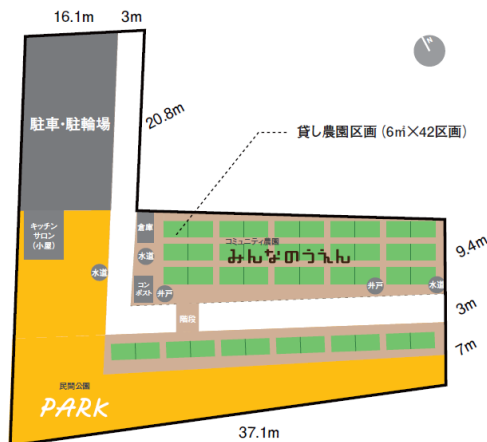 16.1m 3m
N
駐車・駐輪場
20.8m
貸し農園区画 (6㎡×42区画)
キッチン
サロン
(小屋)
倉庫
コミュニティ農園
みんなのうえん
水道
水道
コン
ポスト
井戸
井戸
水道
9.4m
階段
3m
7m
民間公園
PARK
37.1m